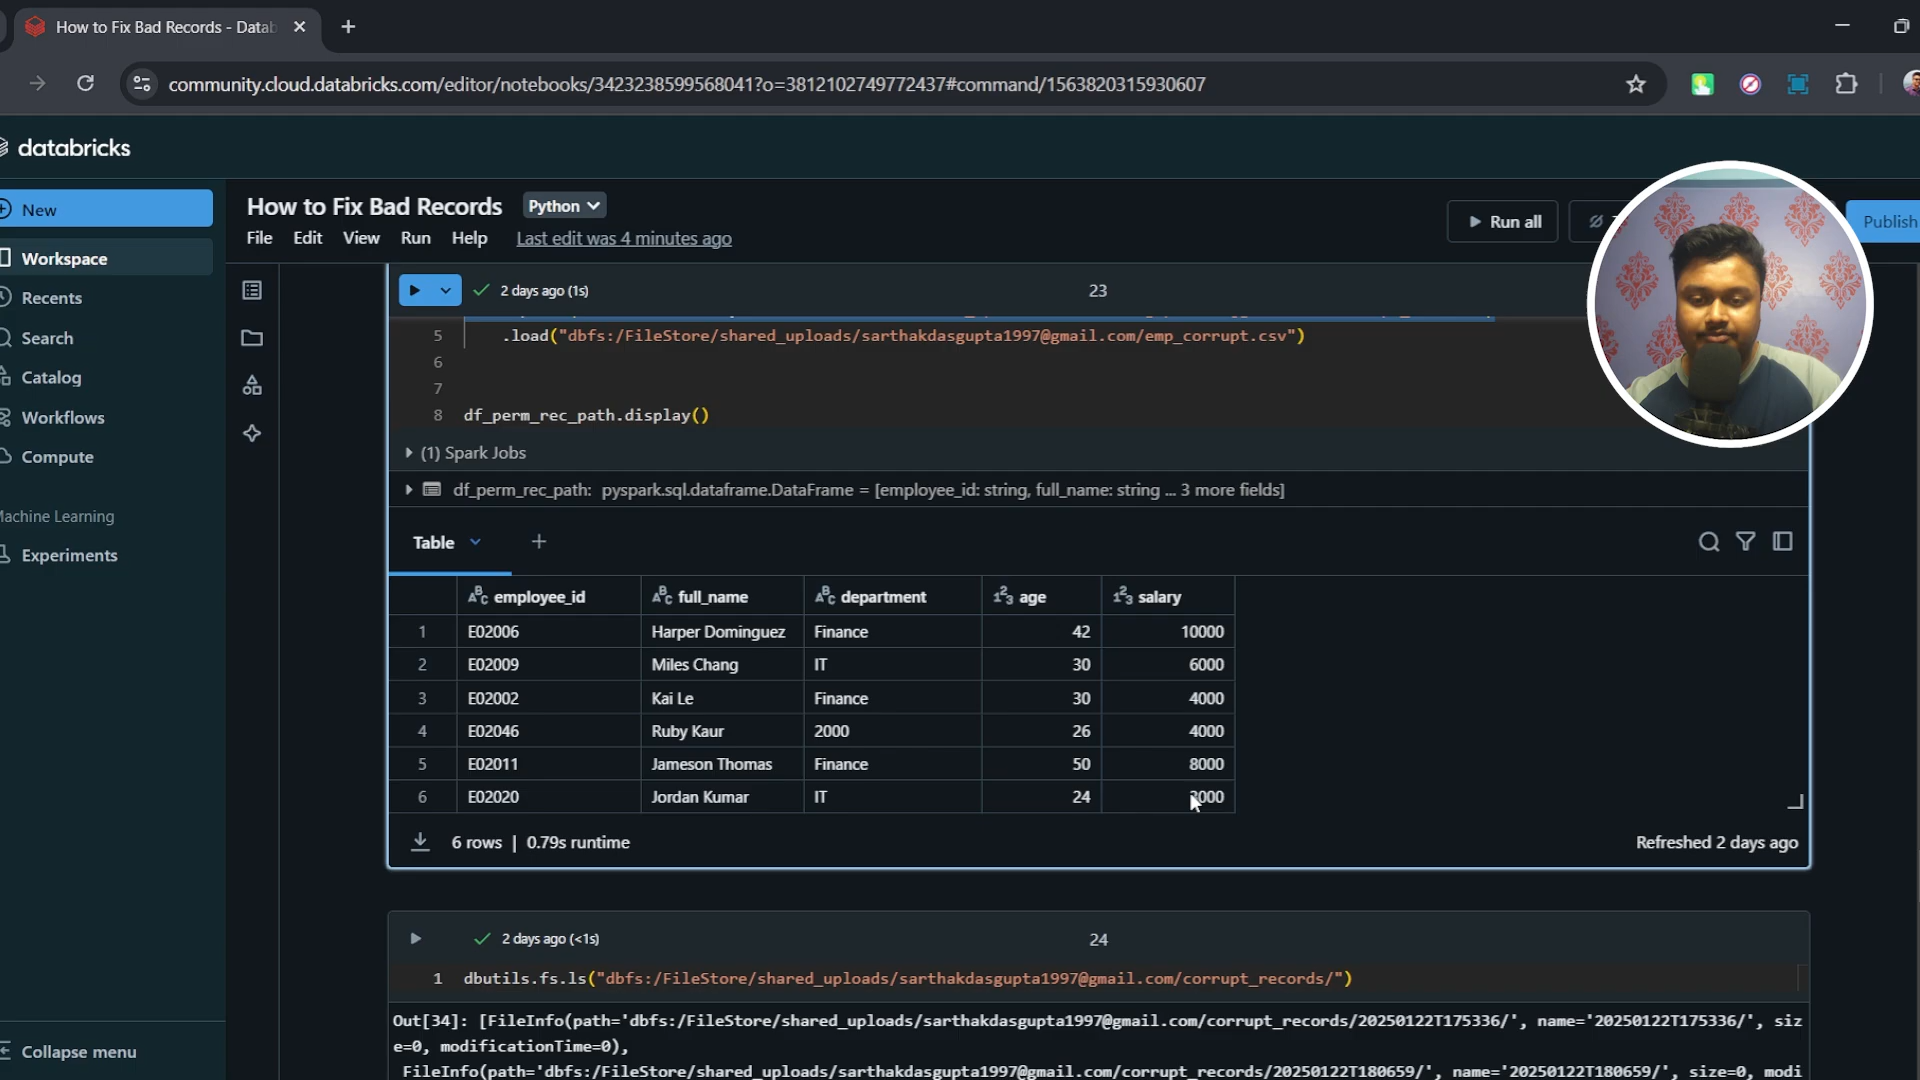 How to Fix Bad Records - Datab
community.cloud.databricks.com/editor/notebooks/3423238599568041?o=3812102749772437#command/1563820315930607
databricks
New
Workspace
Recents
Search
Catalog
Workflows
Compute
Machine Learning
Experiments
Collapse menu
How to Fix Bad Records
Python
File Edit View Run Help Last edit was 4 minutes ago
Run all
Publish
2 days ago (1s)
23
5 .load("dbfs:/FileStore/shared_uploads/sarthakdasgupta1997@gmail.com/emp_corrupt.csv")
6
7
8 df_perm_rec_path.display()
(1) Spark Jobs
df_perm_rec_path: pyspark.sql.dataframe.DataFrame = [employee_id: string, full_name: string ... 3 more fields]
Table
employee_id full_name department age salary
1 E02006 Harper Dominguez Finance 42 10000
2 E02009 Miles Chang IT 30 6000
3 E02002 Kai Le Finance 30 4000
4 E02046 Ruby Kaur 2000 26 4000
5 E02011 Jameson Thomas Finance 50 8000
6 E02020 Jordan Kumar IT 24
6 rows | 0.79s runtime
Refreshed 2 days ago
2 days ago (<1s)
24
1 dbutils.fs.ls("dbfs:/FileStore/shared_uploads/sarthakdasgupta1997@gmail.com/corrupt_records/")
Out[34]: [FileInfo(path='dbfs:/FileStore/shared_uploads/sarthakdasgupta1997@gmail.com/corrupt_records/20250122T175336/', name='20250122T175336/', siz
e=0, modificationTime=0),
FileInfo(path='dbfs:/FileStore/shared_uploads/sarthakdasgupta1997@gmail.com/corrupt_records/20250122T180659/', name='20250122T180659/', size=0, modi